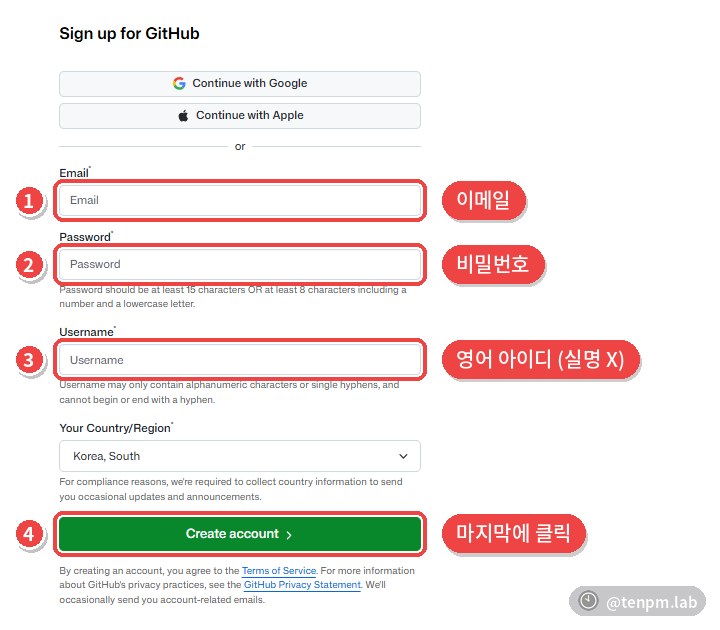 Sign up for GitHub
Continue with Google
Continue with Apple
or
Email*
1
Email
이메일
Password*
2
Password
비밀번호
Password should be at least 15 characters OR at least 8 characters including a
number and a lowercase letter.
Username*
3
Username
영어 아이디 (실명 X)
Username may only contain alphanumeric characters or single hyphens, and
cannot begin or end with a hyphen.
Your Country/Region*
Korea, South
For compliance reasons, we're required to collect country information to send
you occasional updates and announcements.
4
Create account
마지막에 클릭
By creating an account, you agree to the Terms of Service. For more information
about GitHub's privacy practices, see the GitHub Privacy Statement. We'll
occasionally send you account-related emails.
@tenpm.lab